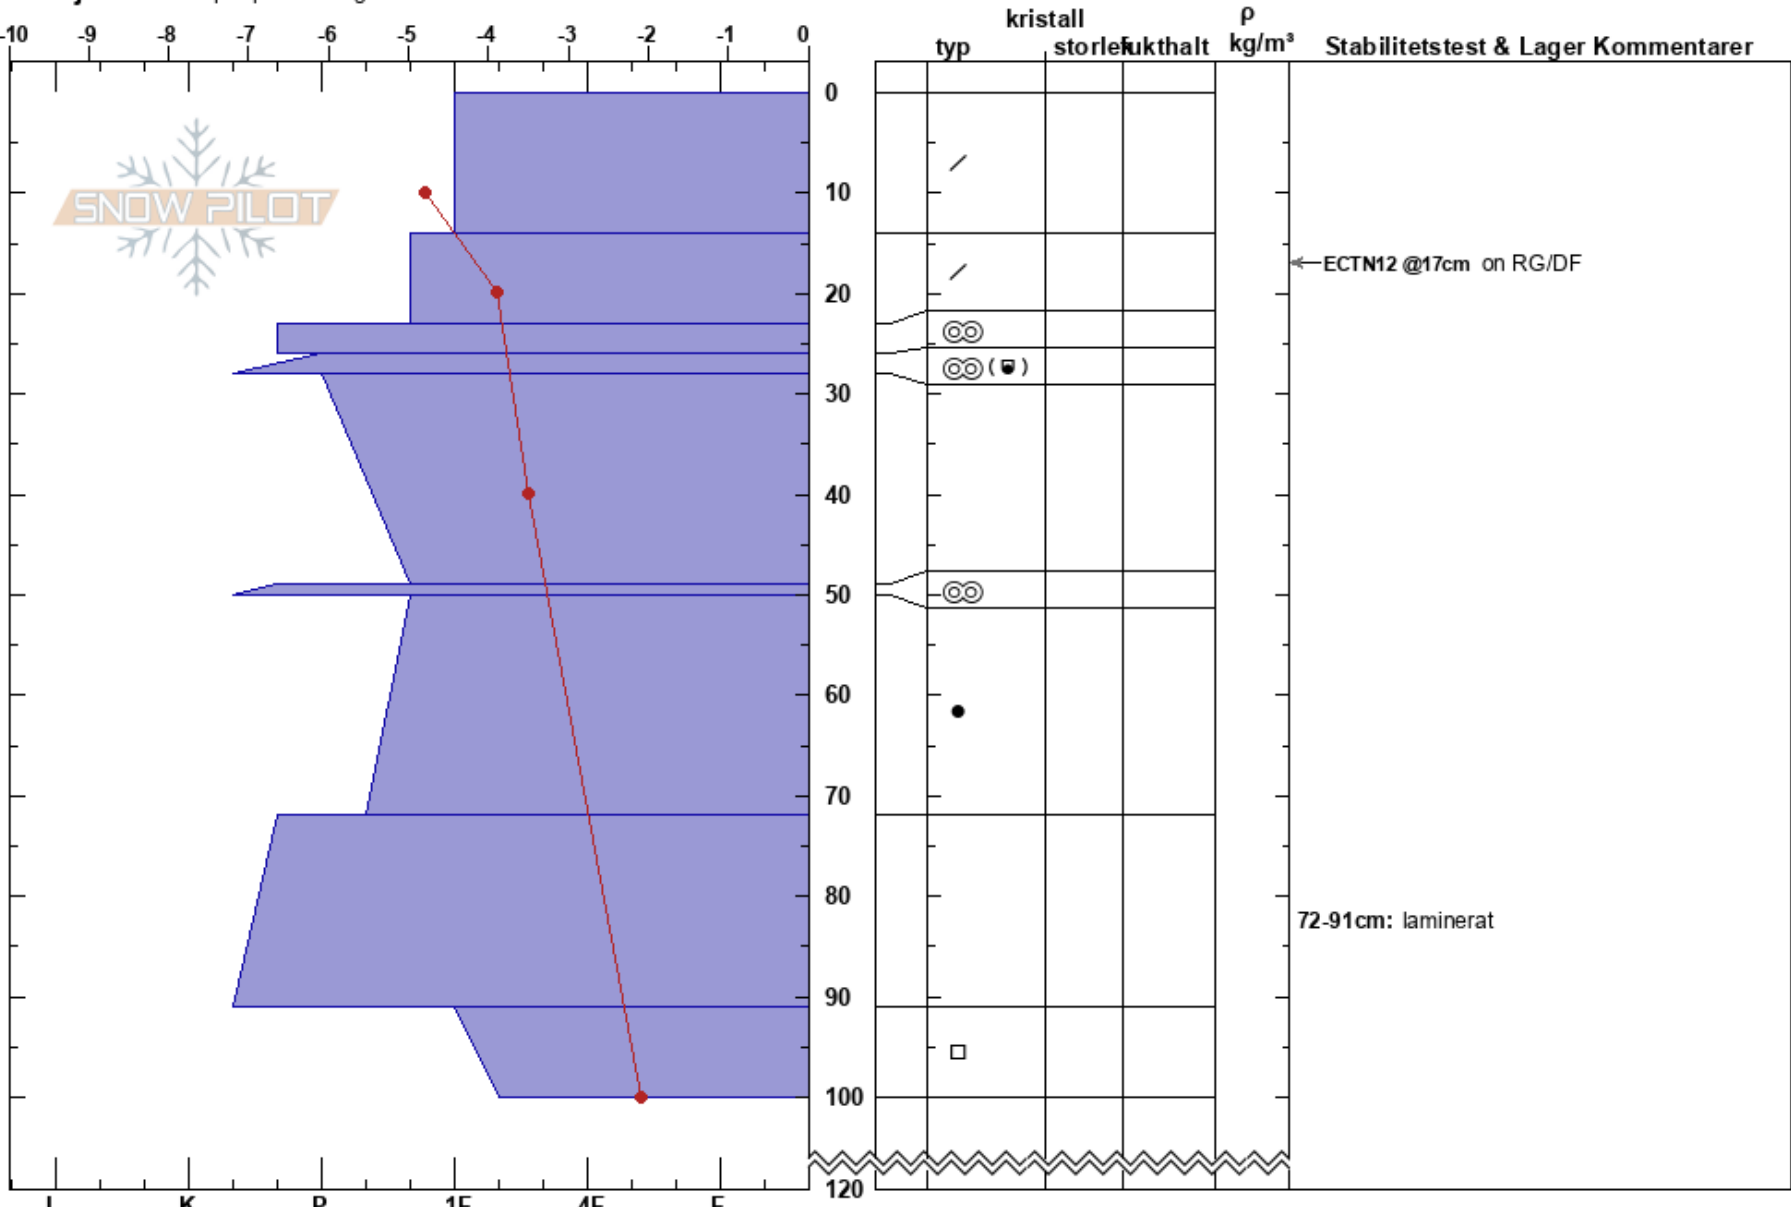 -10 -9 -8 -7 -6 -5 -4 -3 -2 -1 0
kristall ρ
typ storlek fukthalt kg/m³ Stabilitetstest & Lager Kommentarer
0
SNOW PILOT
10
ECTN12 @17cm on RG/DF
20
30
40
50
60
70
80
72-91cm: laminerat
90
100
120
I K P 1F 4F F